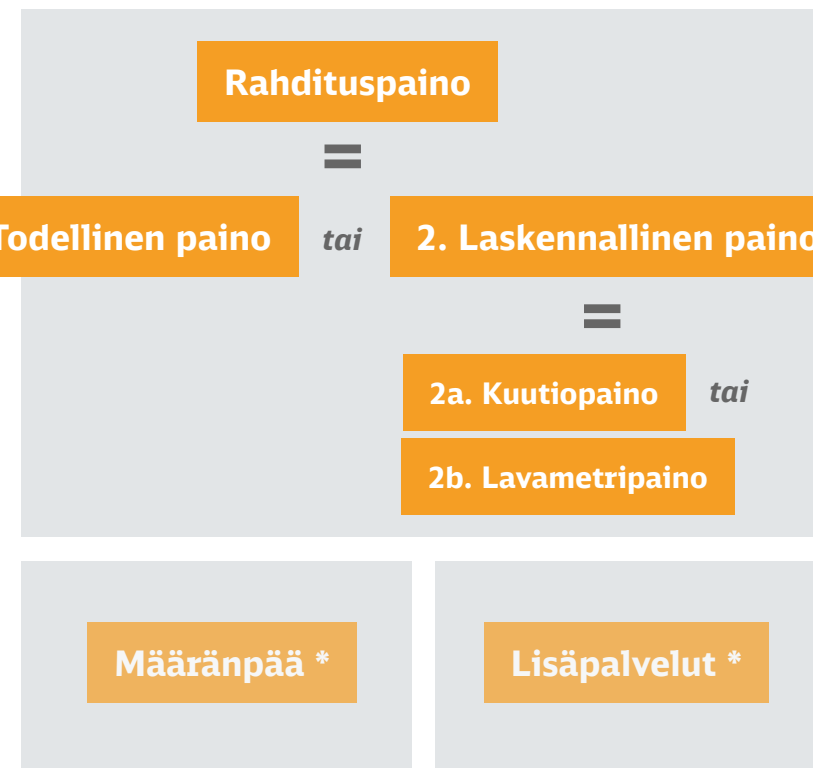 Rahdituspaino
=
Todellinen paino tai 2. Laskennallinen paino
=
2a. Kuutiopaino tai
2b. Lavametripaino
Määränpää * Lisäpalvelut *